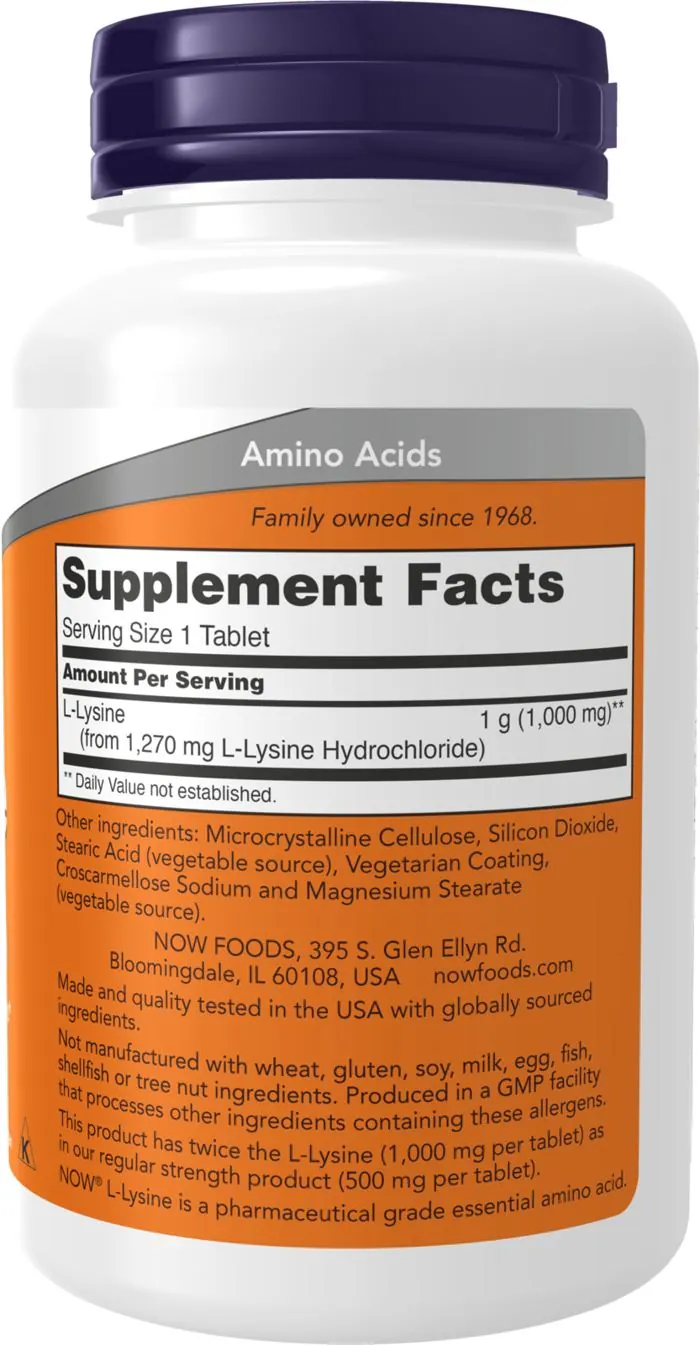 Amino Acids
Family owned since 1968.
Supplement Facts
Serving Size 1 Tablet
Amount Per Serving
L-Lysine 1 g (1,000 mg)**
(from 1,270 mg L-Lysine Hydrochloride)
** Daily Value not established.
Other ingredients: Microcrystalline Cellulose, Silicon Dioxide,
Stearic Acid (vegetable source), Vegetarian Coating,
Croscarmellose Sodium and Magnesium Stearate
(vegetable source).
NOW FOODS, 395 S. Glen Ellyn Rd.
Bloomingdale, IL 60108, USA nowfoods.com
Made and quality tested in the USA with globally sourced
ingredients.
Not manufactured with wheat, gluten, soy, milk, egg, fish,
shellfish or tree nut ingredients. Produced in a GMP facility
that processes other ingredients containing these allergens.
This product has twice the L-Lysine (1,000 mg per tablet) as
in our regular strength product (500 mg per tablet).
NOW® L-Lysine is a pharmaceutical grade essential amino acid.
K